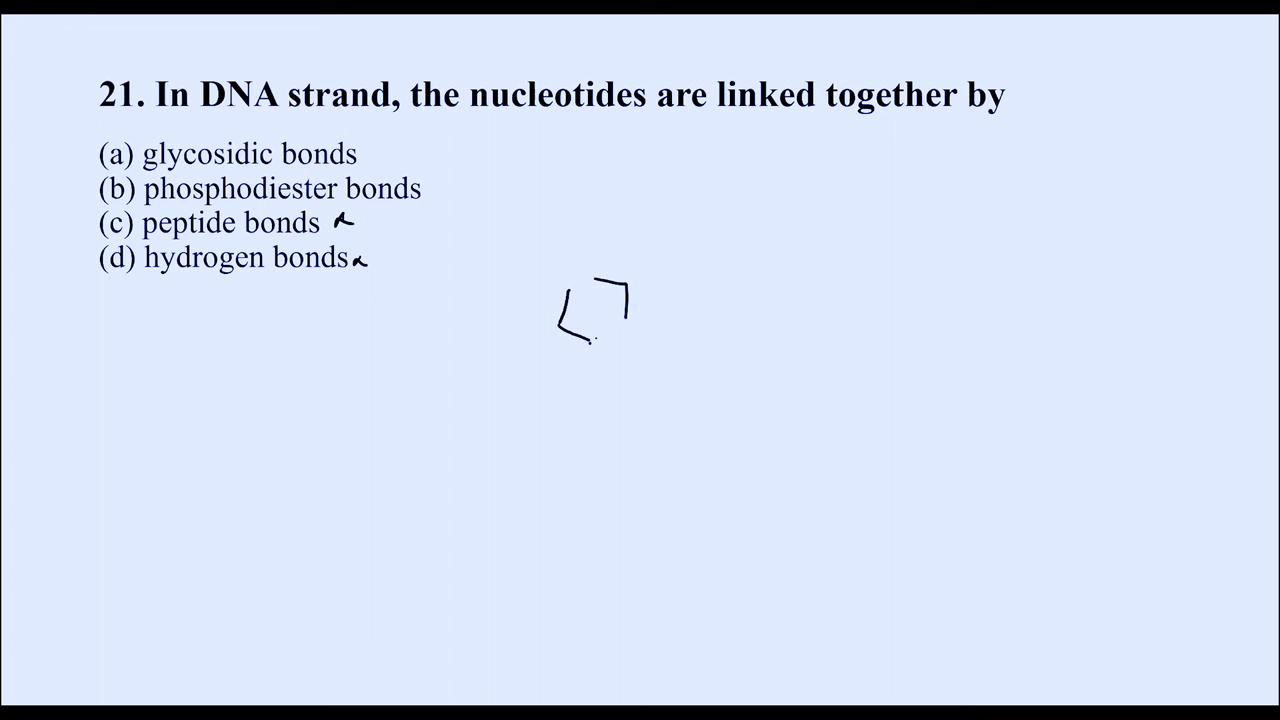 21. In DNA strand, the nucleotides are linked together by
(a) glycosidic bonds
(b) phosphodiester bonds
(c) peptide bonds
(d) hydrogen bonds